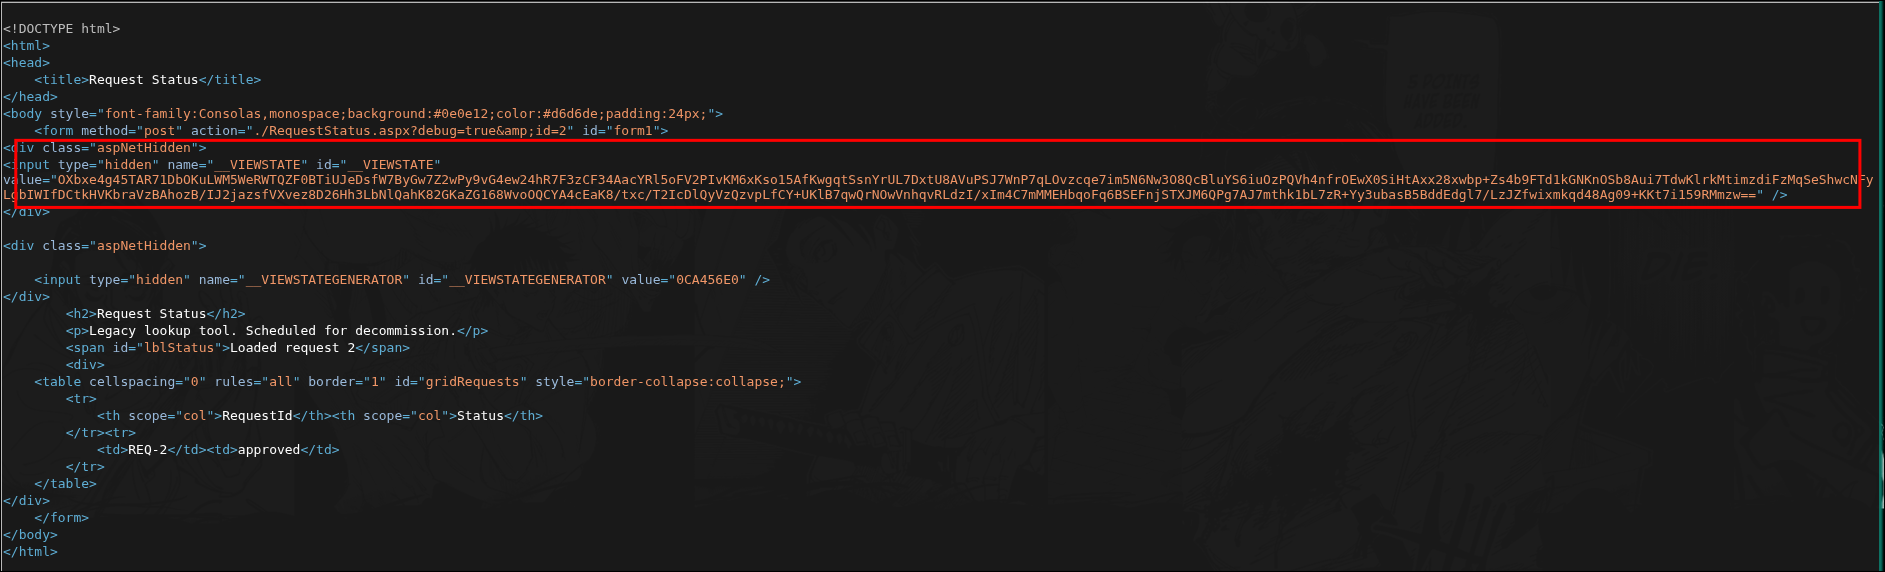 <!DOCTYPE html>
<html>
<head>
    <title>Request Status</title>
</head>
<body style="font-family:Consolas,monospace;background:#0e0e12;color:#d6d6de;padding:24px;">
    <form method="post" action="./RequestStatus.aspx?debug=true&amp;id=2" id="form1">
<div class="aspNetHidden">
<input type="hidden" name="__VIEWSTATE" id="__VIEWSTATE"
value="OXbxe4g45TAR71DbOKuLWM5WeRWTQZF0BTiUJeDsfW7ByGw7Z2wPy9vG4ew24hR7F3zCF34AacYRl5oFV2PIvKM6xKso15AfKwgqtSsnYrUL7DxtU8AVuPSJ7WnP7qLOvzcqe7im5N6Nw3O8QcBluYS6iuOzPQVh4nfrOEwX0SiHtAxx28xwbp+Zs4b9FTd1kGNKnOSb8Aui7TdwKlrkMtimzdiFzMqSeShwcNFy
LgbIWIfDCtkHVKbraVzBAhozB/IJ2jazsfVXvez8D26Hh3LbNlQahK82GKaZG168WvoOQCYA4cEaK8/txc/T2IcDlQyVzQzvpLfCY+UKlB7qwQrNOwVnhqvRLdzI/xIm4C7mMMEHbqoFq6BSEFnjSTXJM6QPg7AJ7mthk1bL7zR+Yy3ubasB5BddEdgl7/LzJZfwixmkqd48Ag09+KKt7i159RMmzw==" />
</div>
<div class="aspNetHidden">
    <input type="hidden" name="__VIEWSTATEGENERATOR" id="__VIEWSTATEGENERATOR" value="0CA456E0" />
</div>
        <h2>Request Status</h2>
        <p>Legacy lookup tool. Scheduled for decommission.</p>
        <span id="lblStatus">Loaded request 2</span>
        <div>
    <table cellspacing="0" rules="all" border="1" id="gridRequests" style="border-collapse:collapse;">
        <tr>
            <th scope="col">RequestId</th><th scope="col">Status</th>
        </tr><tr>
            <td>REQ-2</td><td>approved</td>
        </tr>
    </table>
</div>
    </form>
</body>
</html>